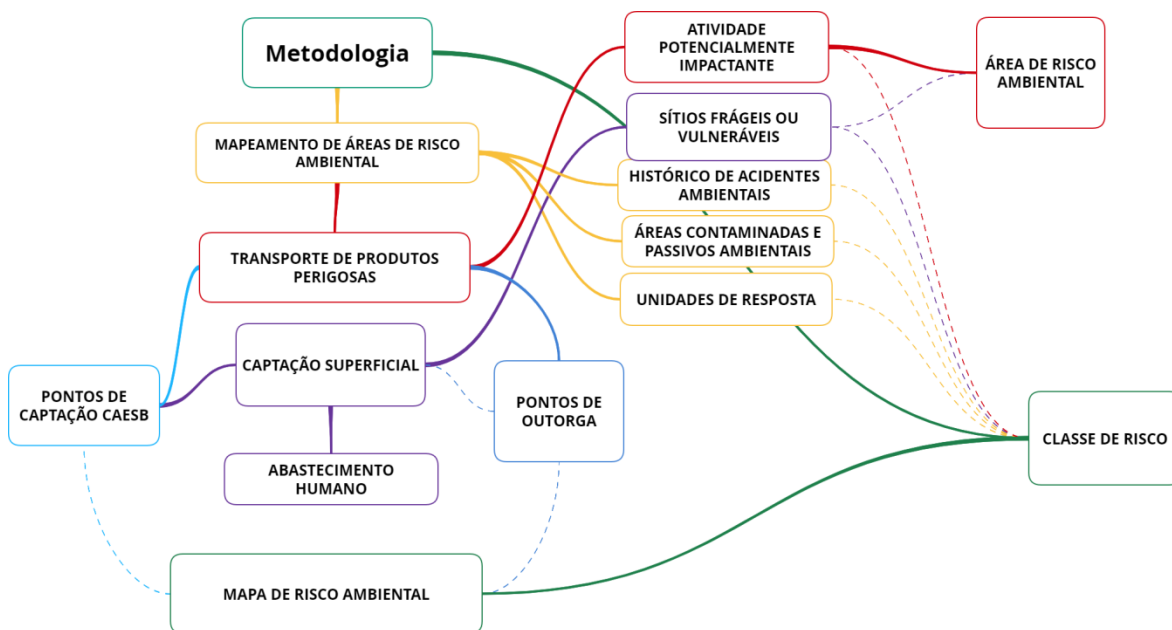 Metodologia
ATIVIDADE
POTENCIALMENTE
IMPACTANTE
ÁREA DE RISCO
AMBIENTAL
MAPEAMENTO DE ÁREAS DE RISCO
AMBIENTAL
SÍTIOS FRÁGEIS OU
VULNERÁVEIS
HISTÓRICO DE ACIDENTES
AMBIENTAIS
ÁREAS CONTAMINADAS E
PASSIVOS AMBIENTAIS
TRANSPORTE DE PRODUTOS
PERIGOSAS
UNIDADES DE RESPOSTA
CAPTAÇÃO SUPERFICIAL
PONTOS DE
CAPTAÇÃO CAESB
PONTOS DE
OUTORGA
CLASSE DE RISCO
ABASTECIMENTO
HUMANO
MAPA DE RISCO AMBIENTAL